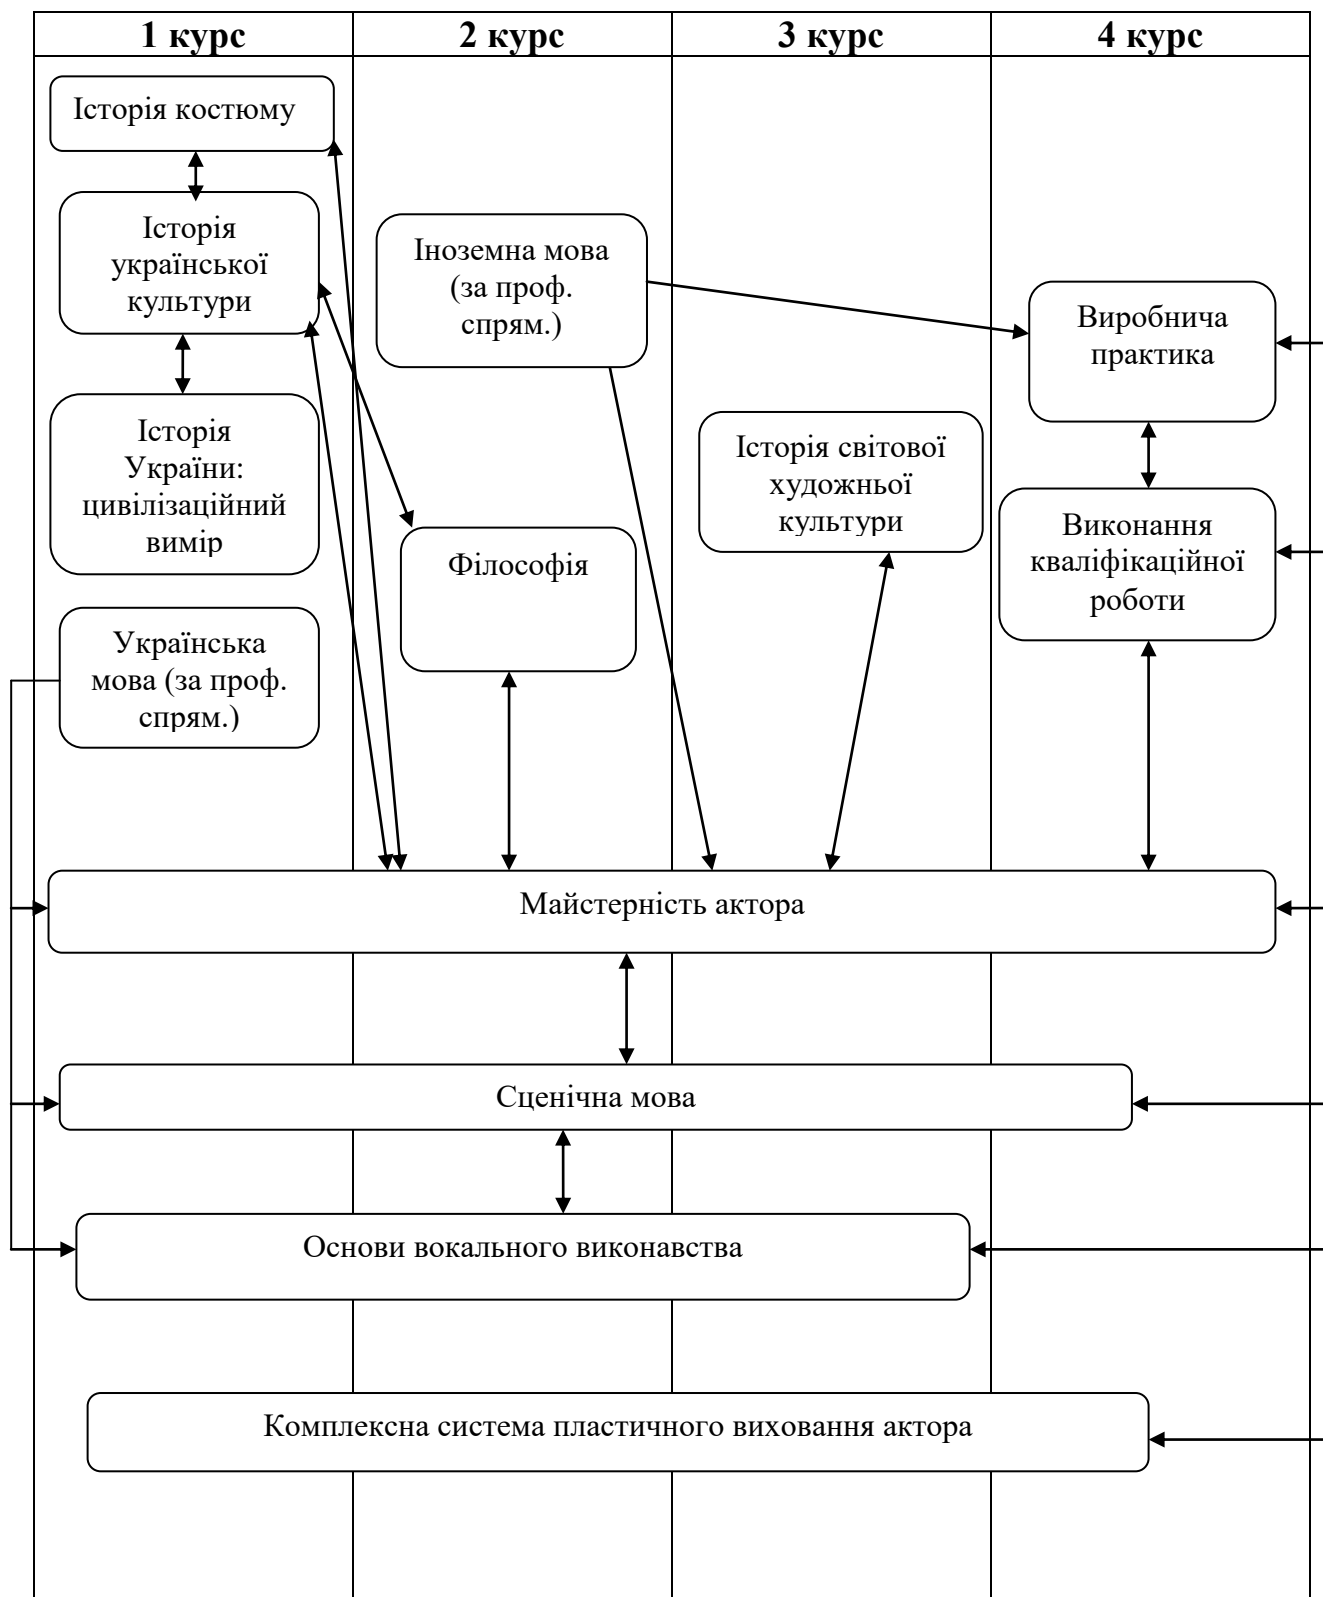 1 курс
2 курс
3 курс
4 курс
Історія костюму
Історія
української
культури
Історія
України:
цивілізаційний
вимір
Українська
мова (за проф.
спрям.)
Іноземна мова
(за проф.
спрям.)
Філософія
Історія світової
художньої
культури
Виробнича
практика
Виконання
кваліфікаційної
роботи
Майстерність актора
Сценічна мова
Основи вокального виконавства
Комплексна система пластичного виховання актора